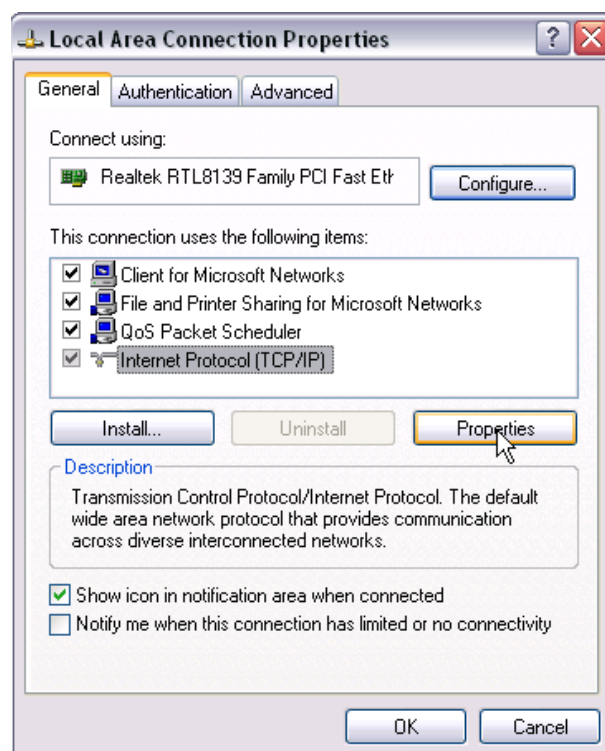 Local Area Connection Properties
?
General
Authentication
Advanced
Connect using:
Realtek RTL8139 Family PCI Fast Eth
Configure...
This connection uses the following items:
Client for Microsoft Networks
File and Printer Sharing for Microsoft Networks
QoS Packet Scheduler
Internet Protocol (TCP/IP)
Install...
Uninstall
Properties
Description
Transmission Control Protocol/Internet Protocol. The default
wide area network protocol that provides communication
across diverse interconnected networks.
Show icon in notification area when connected
Notify me when this connection has limited or no connectivity
OK
Cancel